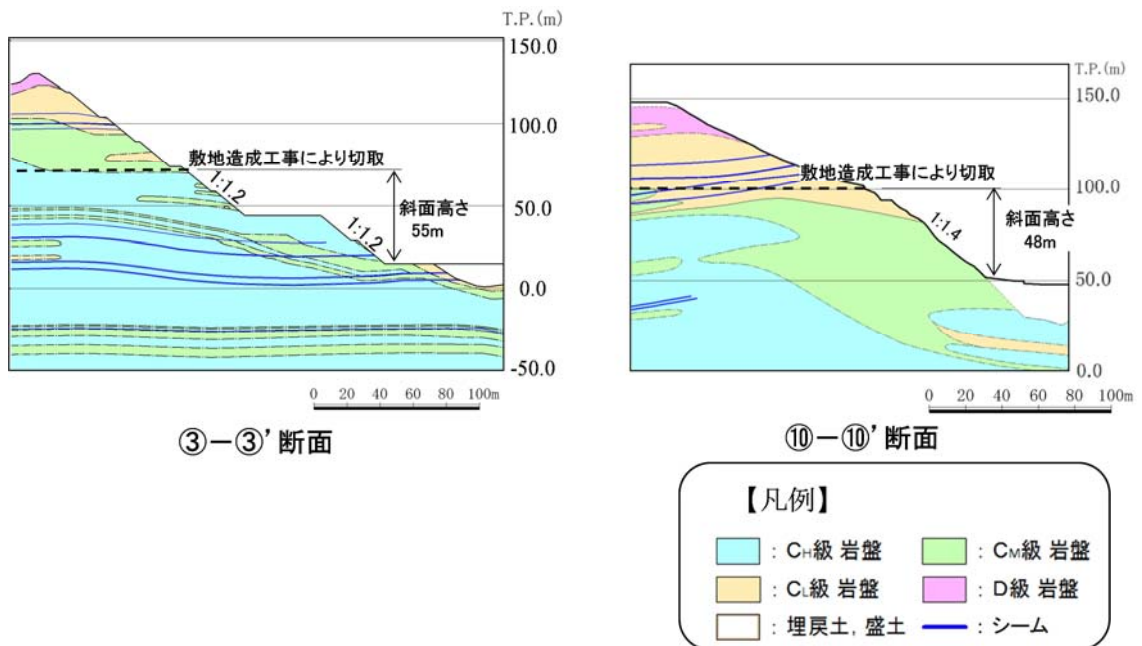 T.P.(m)
150.0
100.0
50.0
0.0
-50.0
敷地造成工事により切取
1:1.2
斜面高さ
55m
1:1.2
0 20 40 60 80 100m
③-③'断面
T.P.(m)
150.0
100.0
50.0
0.0
敷地造成工事により切取
1:1.4
斜面高さ
48m
0 20 40 60 80 100m
⑩-⑩'断面
【凡例】
：CH級 岩盤 ：CM級 岩盤
：CL級 岩盤 ：D級 岩盤
：埋戻土，盛土 ：シーム